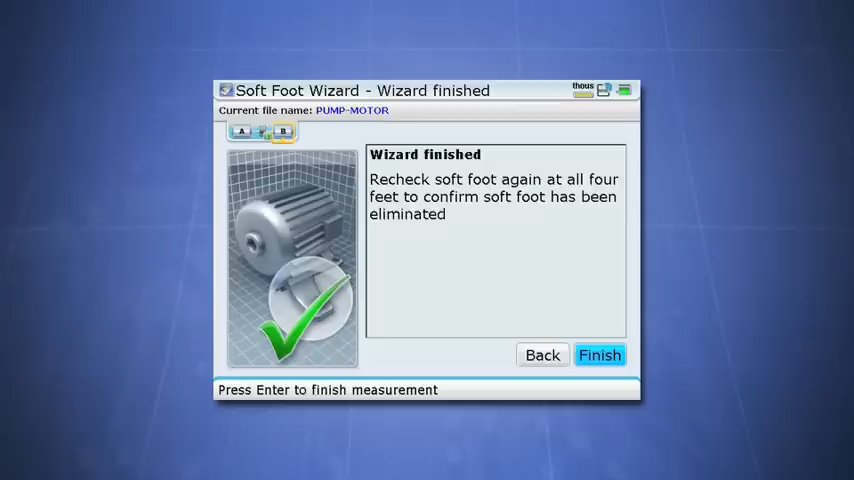 Soft Foot Wizard - Wizard finished
thous
Current file name: PUMP-MOTOR
A B
Wizard finished
Recheck soft foot again at all four
feet to confirm soft foot has been
eliminated
Back Finish
Press Enter to finish measurement